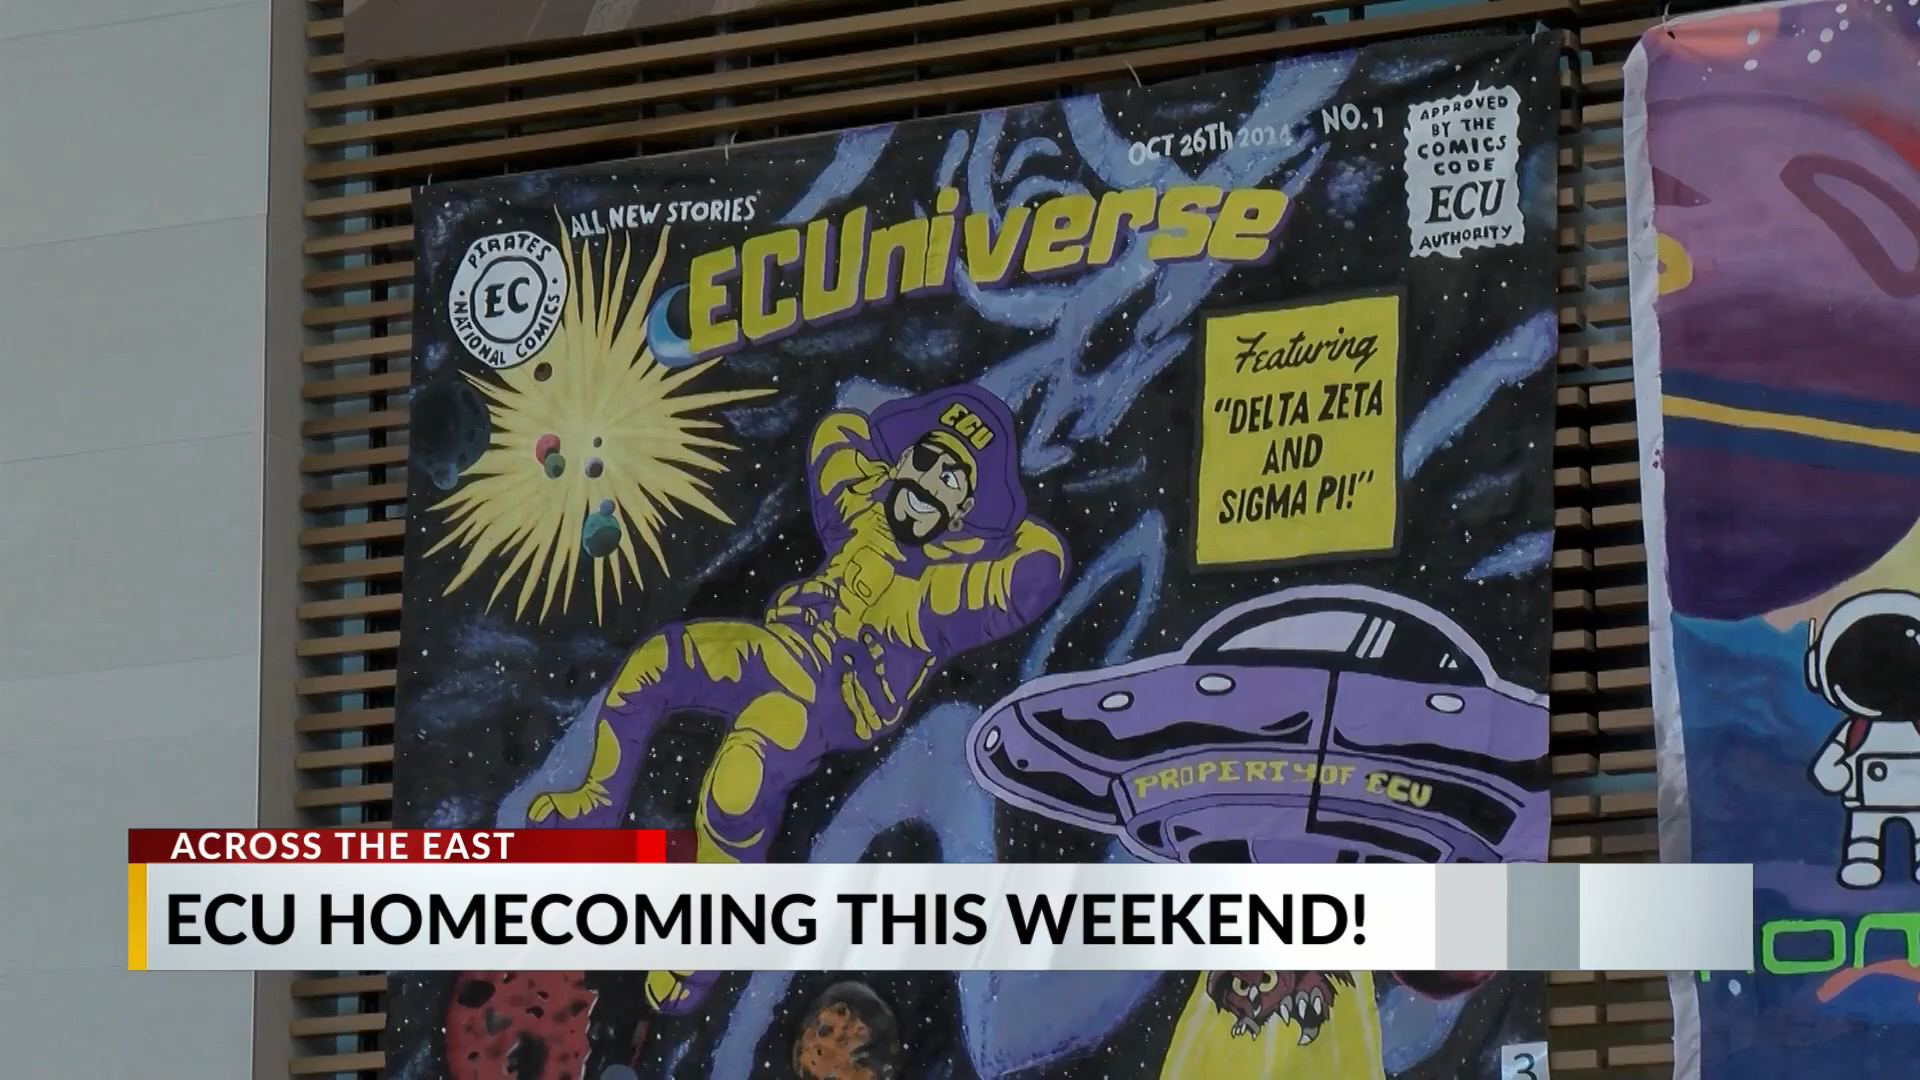 OCT 26Th 2024 NO. 1
APPROVED
BY THE
COMICS
CODE
ECU
AUTHORITY
ALL NEW STORIES
ECUniverse
PIRATES
EC
NATIONAL COMICS
Featuring
"DELTA ZETA
AND
SIGMA PI!"
ECU
PROPERTY OF ECU
ACROSS THE EAST
ECU HOMECOMING THIS WEEKEND!
3